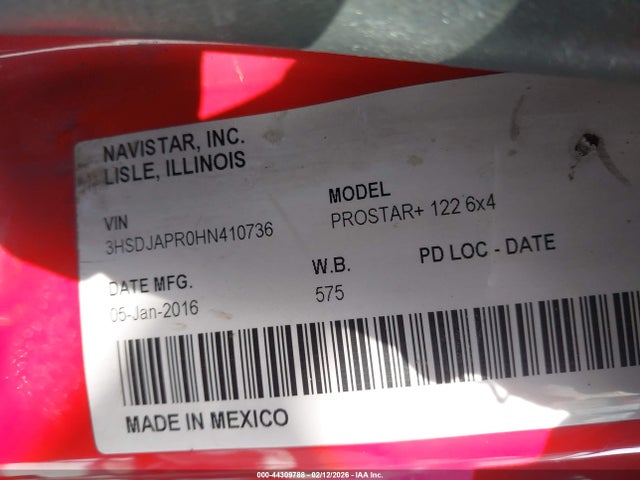 NAVISTAR, INC.
LISLE, ILLINOIS
VIN
3HSDJAPR0HN410736
MODEL
PROSTAR+ 122 6x4
DATE MFG.
05-Jan-2016
W.B.
575
PD LOC - DATE
MADE IN MEXICO
000-44309788 - 02/12/2026 - IAA Inc.